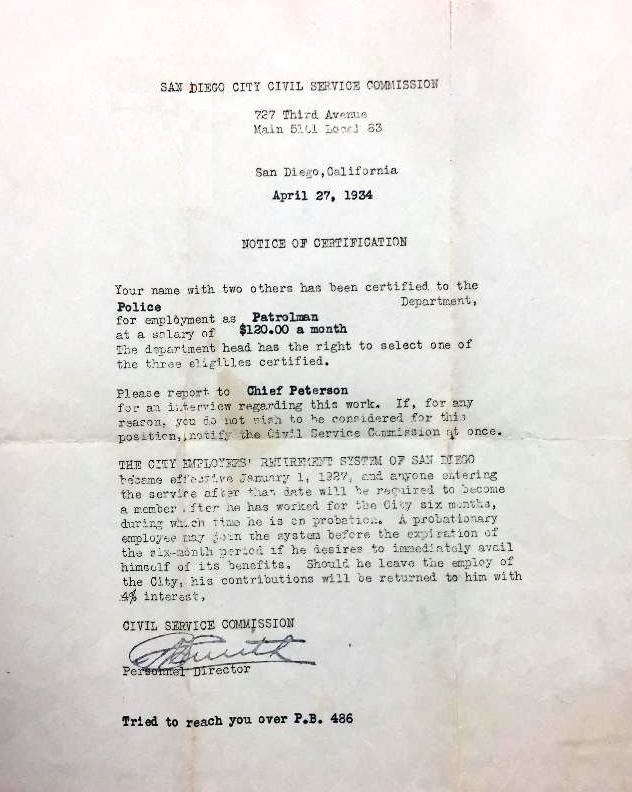 SAN DIEGO CITY CIVIL SERVICE COMMISSION
727 Third Avenue
Main 5101 Local 83
San Diego, California
April 27, 1934
NOTICE OF CERTIFICATION
Your name with two others has been certified to the
Police Department,
for employment as Patrolman
at a salary of $120.00 a month
The department head has the right to select one of
the three eligilles certified.
Please report to Chief Peterson
for an interview regarding this work. If, for any
reason, you do not wish to be considered for this
position, notify the Civil Service Commission at once.
THE CITY EMPLOYEES' RETIREMENT SYSTEM OF SAN DIEGO
became effective January 1, 1927, and anyone entering
the service after that date will be required to become
a member after he has worked for the City six months,
during which time he is on probation. A probationary
employee may join the system before the expiration of
the six-month period if he desires to immediately avail
himself of its benefits. Should he leave the employ of
the City, his contributions will be returned to him with
4% interest,
CIVIL SERVICE COMMISSION
Personnel Director
Tried to reach you over P.B. 486